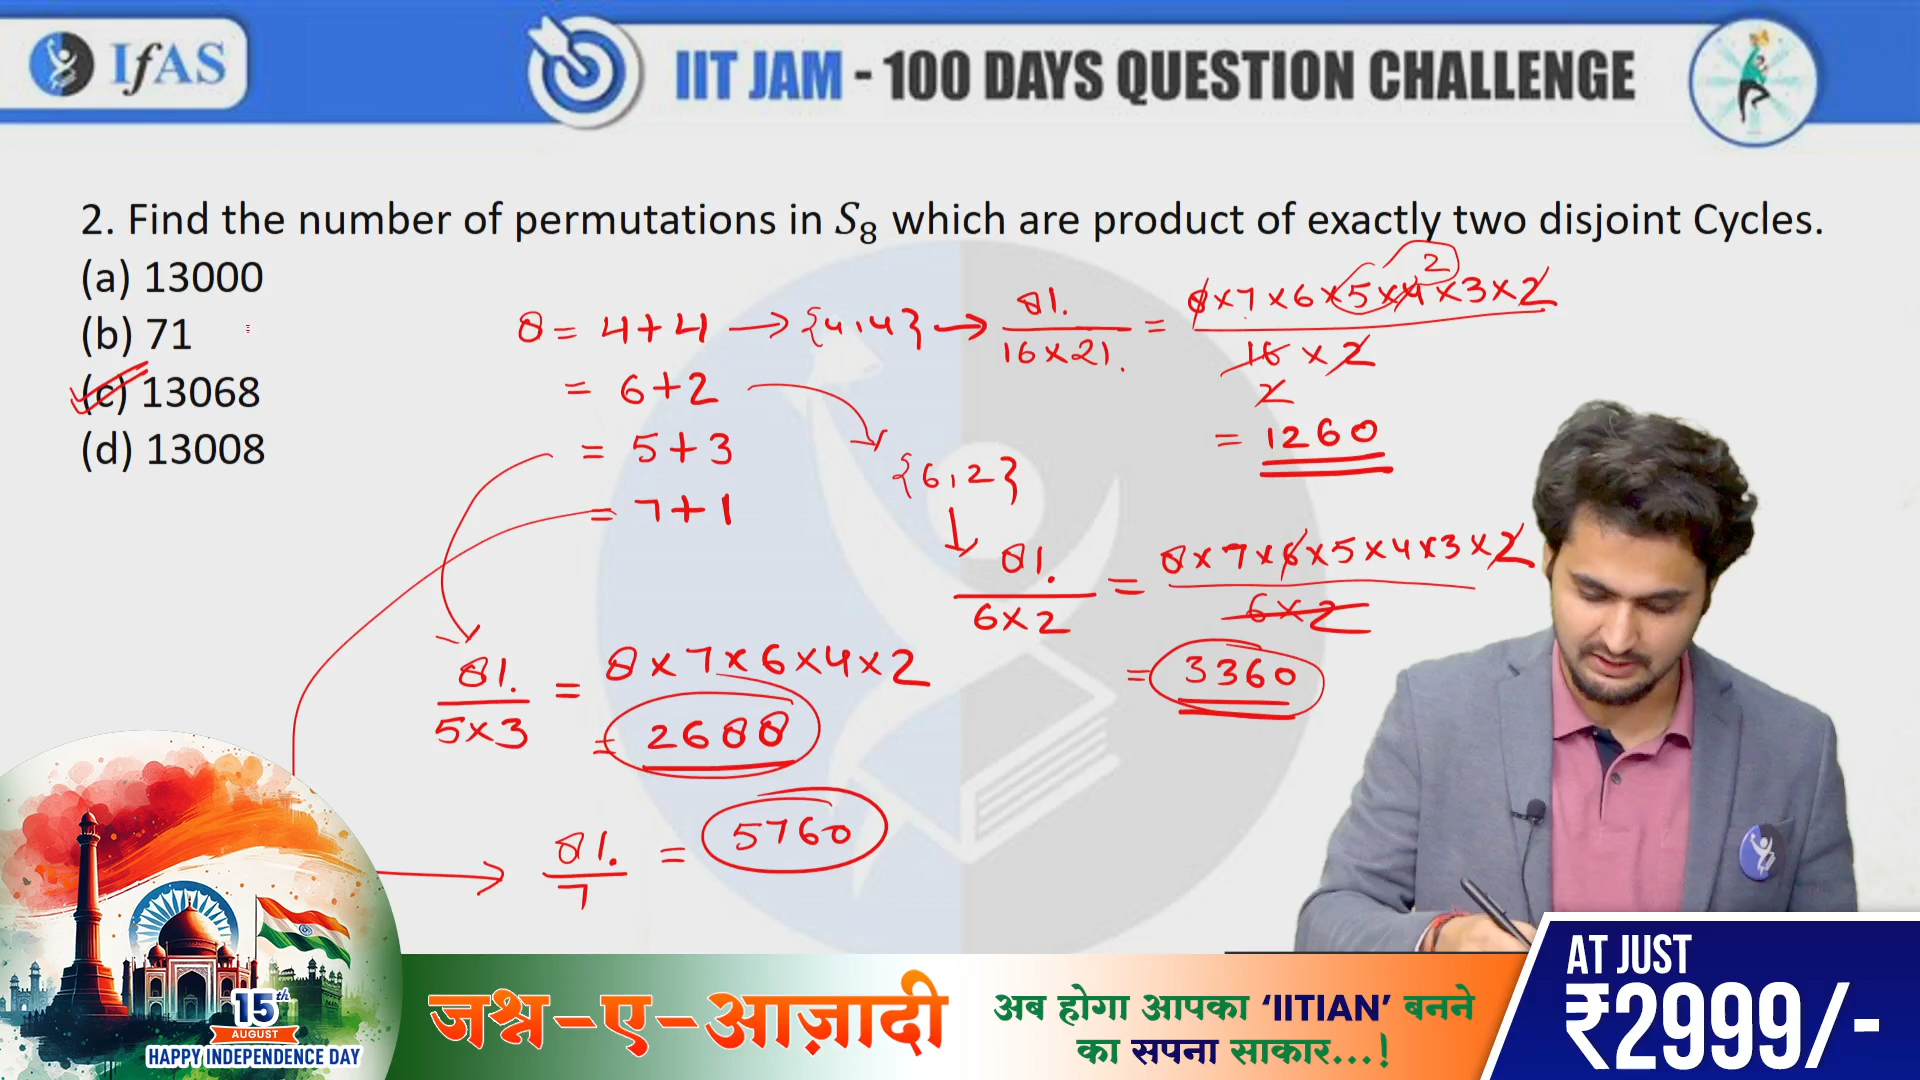 IfAS
IIT JAM - 100 DAYS QUESTION CHALLENGE
2. Find the number of permutations in S₈ which are product of exactly two disjoint Cycles.
(a) 13000
(b) 71
(c) 13068
(d) 13008
8 = 4+4 → {4,4} → 8!/(16×2!) = (8×7×6×5×4×3×2)/(16×2)
2
2
= 1260
= 6+2
{6,2}
↓
8!/(6×2) = (8×7×6×5×4×3×2)/(6×2)
= 3360
= 5+3
= 7+1
8!/(5×3) = 8×7×6×4×2
= 2688
→ 8!/7 = 5760
15th
AUGUST
HAPPY INDEPENDENCE DAY
जश्न-ए-आज़ादी
अब होगा आपका ‘IITIAN’ बनने
का सपना साकार...!
AT JUST
₹2999/-